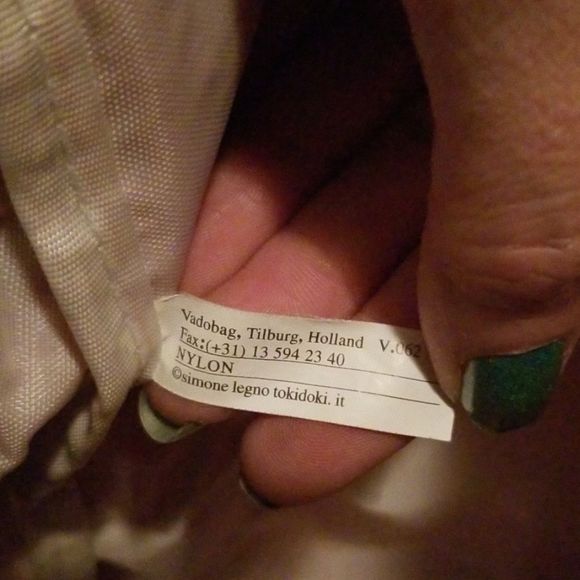 Vadobag, Tilburg, Holland V.062
Fax:(+31) 13 594 23 40
NYLON
©simone legno tokidoki. it